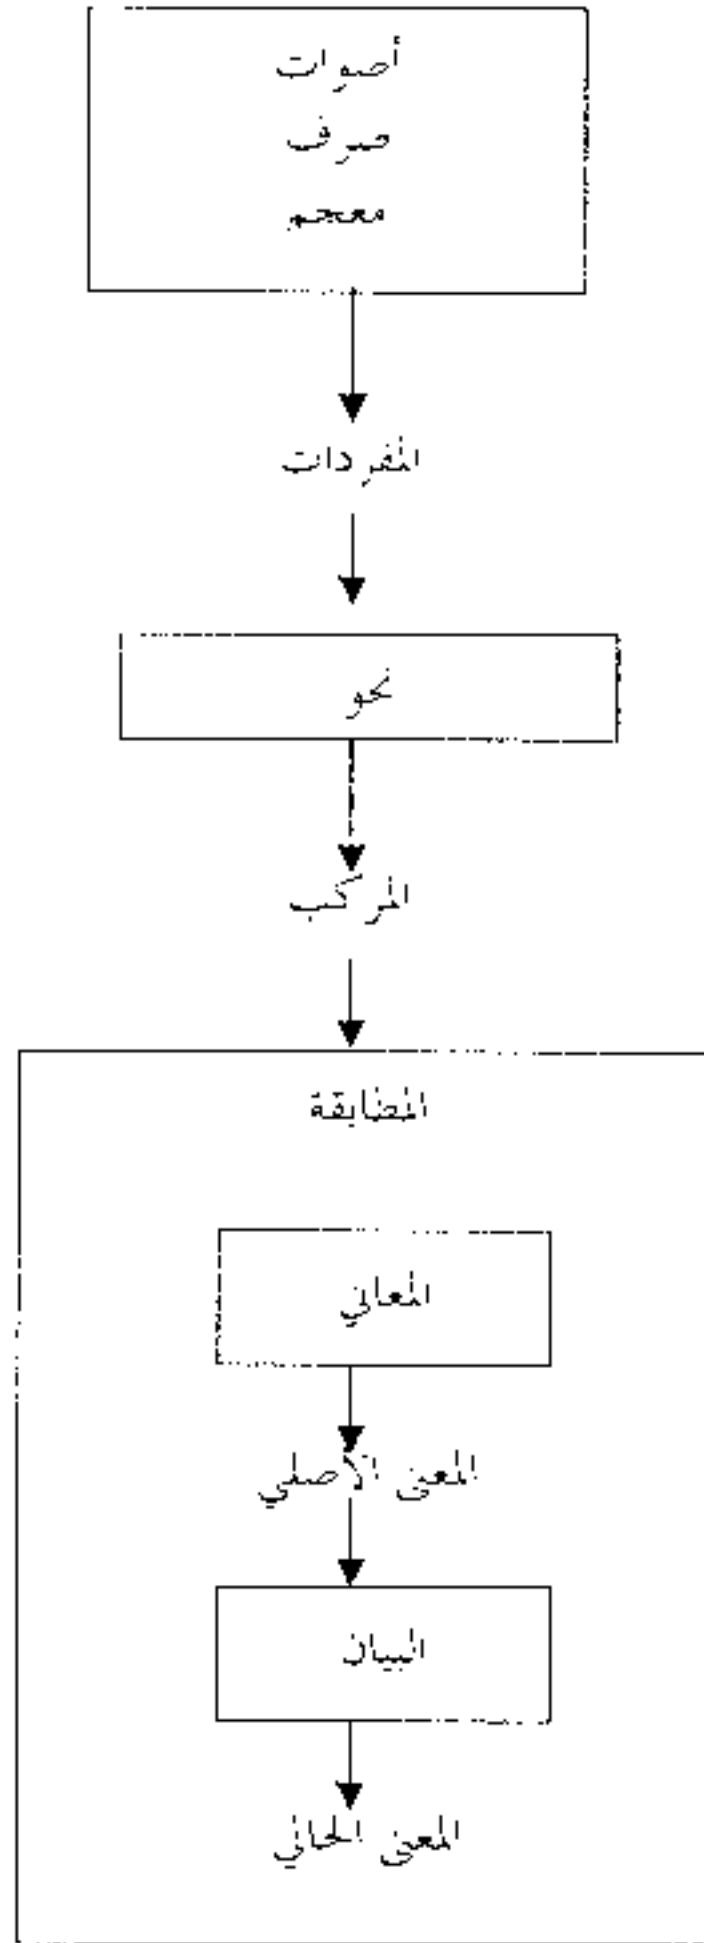 أصوات
صرف
معجم
المفردات
نحو
المركب
المطابقة
المعاني
المعنى الأصلي
البيان
المعنى الحالي